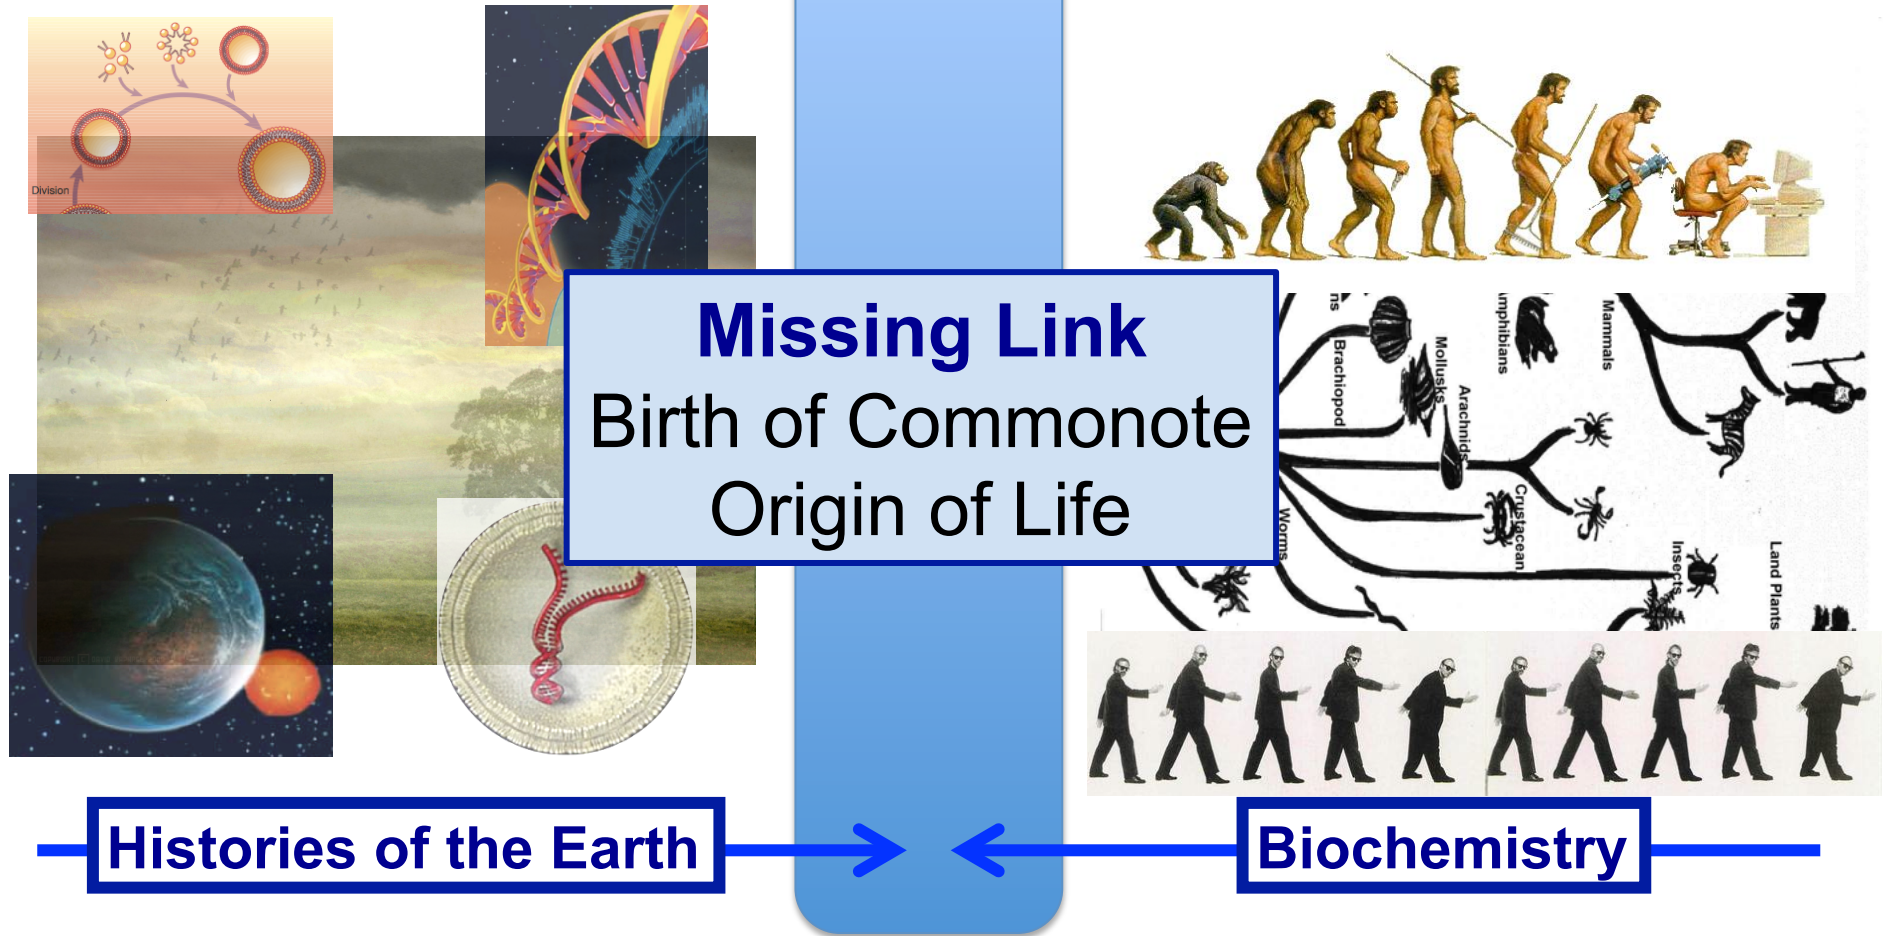 Division
Missing Link
Birth of Commonote
Origin of Life
Brachiopod
Mollusks
Arachnids
Mammals
Crustacean
Worms
Insects
Land Plants
Histories of the Earth
Biochemistry